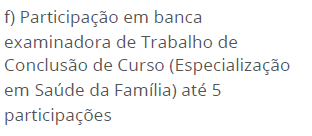 f) Participação em banca
examinadora de Trabalho de
Conclusão de Curso (Especialização
em Saúde da Família) até 5
participações